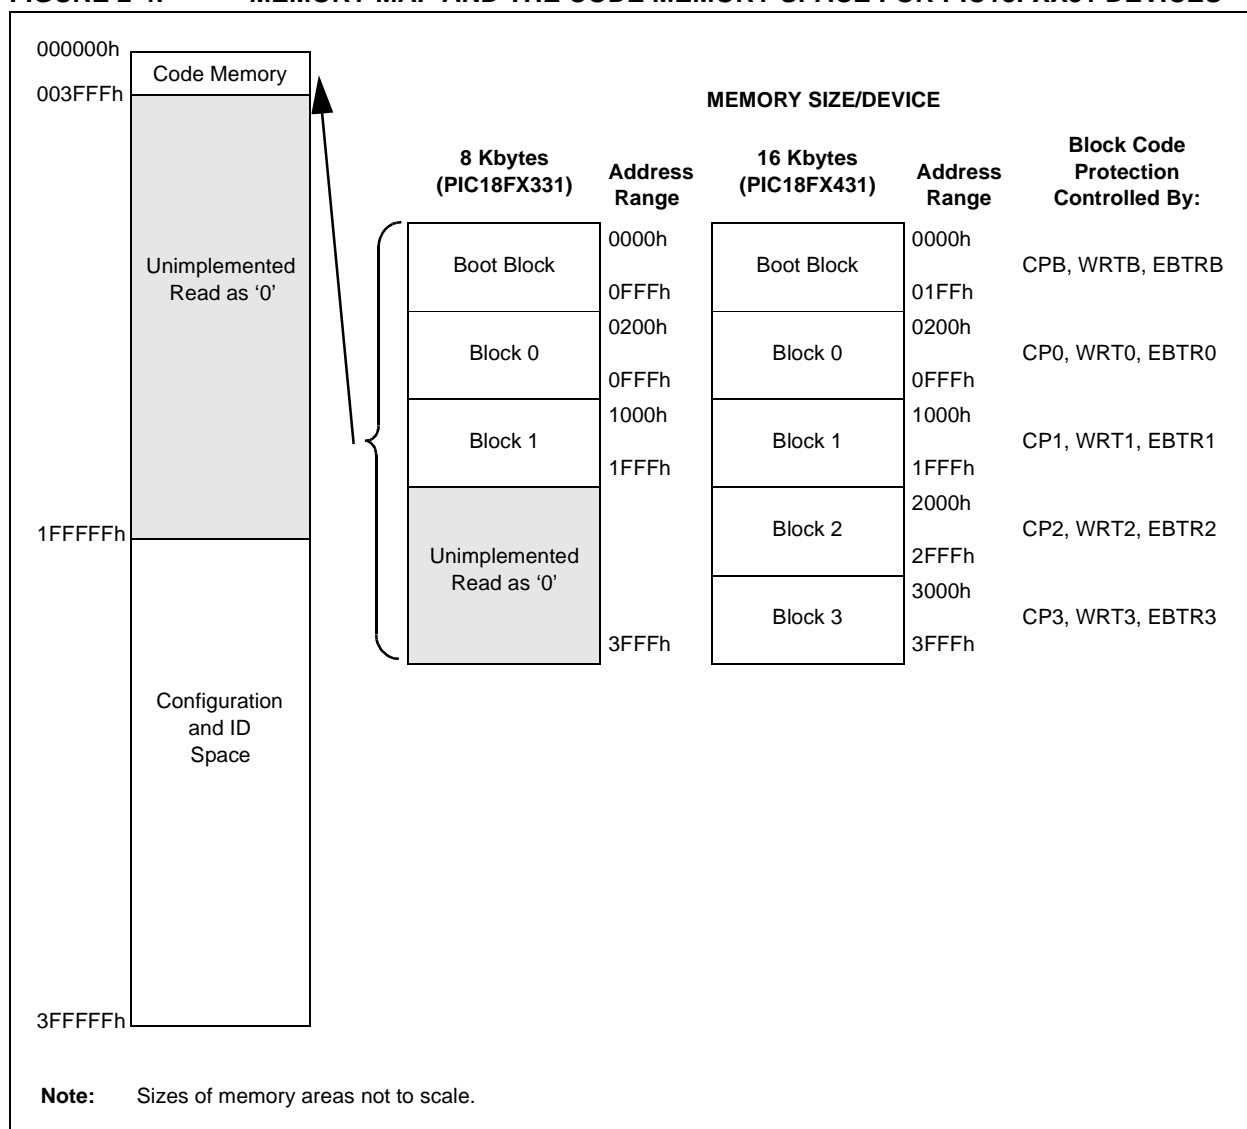 000000h
Code Memory
003FFFh
Unimplemented
Read as ‘0’
1FFFFFh
Configuration
and ID
Space
3FFFFFh
MEMORY SIZE/DEVICE
8 Kbytes
(PIC18FX331)
Address
Range
16 Kbytes
(PIC18FX431)
Address
Range
Block Code
Protection
Controlled By:
Boot Block
0000h
0FFFh
Boot Block
0000h
01FFh
CPB, WRTB, EBTRB
Block 0
0200h
0FFFh
Block 0
0200h
0FFFh
CP0, WRT0, EBTR0
Block 1
1000h
1FFFh
Block 1
1000h
1FFFh
CP1, WRT1, EBTR1
Unimplemented
Read as ‘0’
3FFFh
Block 2
2000h
2FFFh
CP2, WRT2, EBTR2
Block 3
3000h
3FFFh
CP3, WRT3, EBTR3
Note: Sizes of memory areas not to scale.